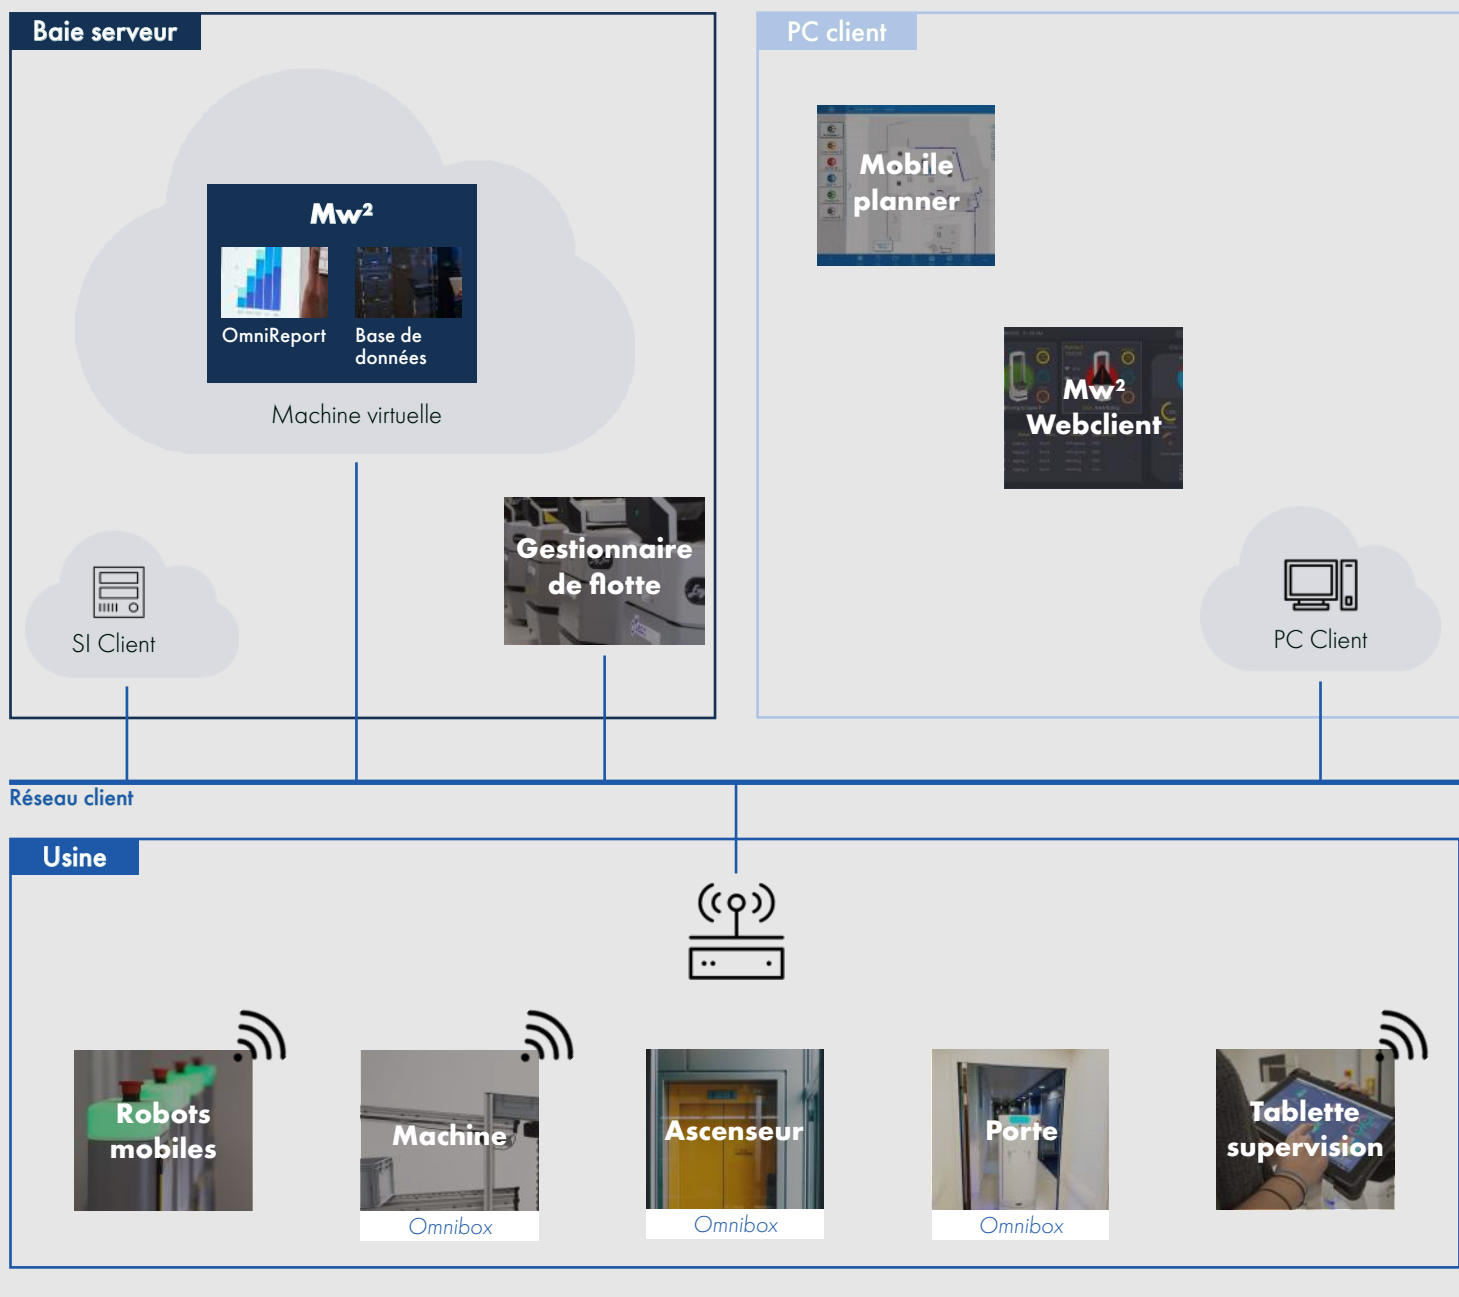 Baie serveur
PC client
Mobile
planner
Mw²
OmniReport
Base de
données
Machine virtuelle
Mw²
Webclient
Gestionnaire
de flotte
SI Client
PC Client
Réseau client
Usine
Robots
mobiles
Machine
Omnibox
Ascenseur
Omnibox
Porte
Omnibox
Tablette
supervision